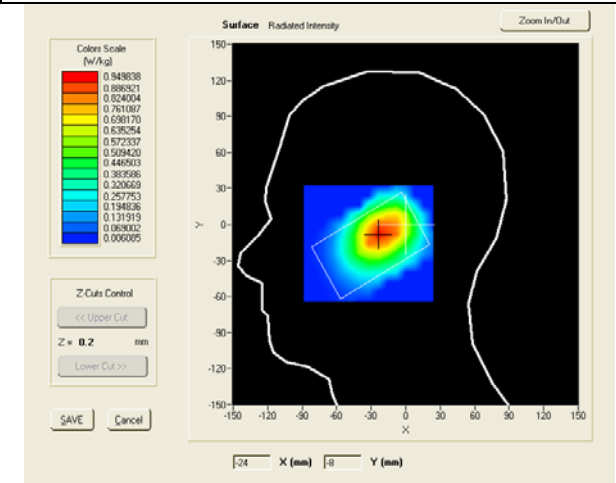 Surface Radiated Intensity
Zoom In/Out
Colors Scale
(W/kg)
0.949838
0.886921
0.824004
0.761087
0.698170
0.635254
0.572337
0.509420
0.446503
0.383586
0.320669
0.257753
0.194836
0.131919
0.069002
0.006085
150-
120-
90-
60-
30-
0-
-30-
-60-
-90-
-120-
-150-
Y
-150 -120 -90 -60 -30 0 30 60 90 120 150
X
Z-Cuts Control
<< Upper Cut
Z = 0.2 mm
Lower Cut >>
SAVE Cancel
-24 X (mm) -8 Y (mm)